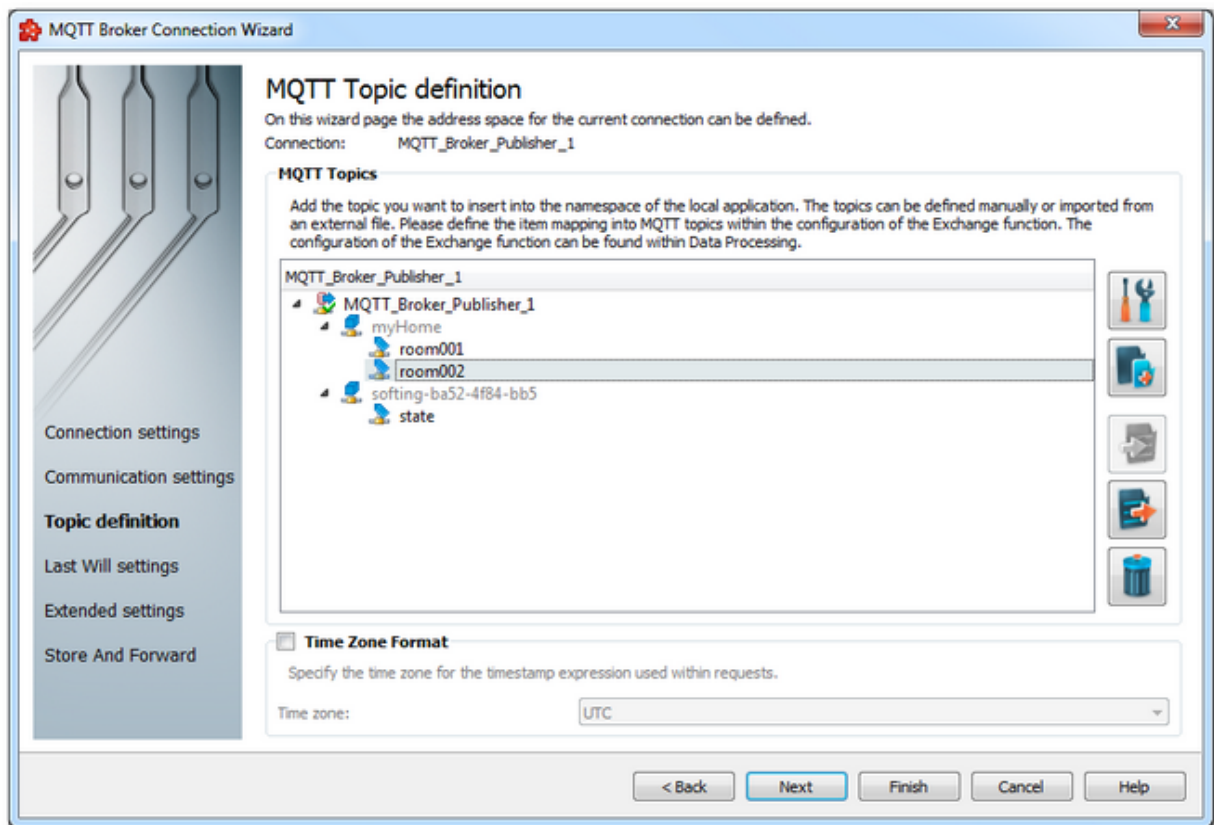 MQTT Broker Connection Wizard
MQTT Topic definition
On this wizard page the address space for the current connection can be defined.
Connection: MQTT_Broker_Publisher_1
MQTT Topics
Add the topic you want to insert into the namespace of the local application. The topics can be defined manually or imported from
an external file. Please define the item mapping into MQTT topics within the configuration of the Exchange function. The
configuration of the Exchange function can be found within Data Processing.
MQTT_Broker_Publisher_1
MQTT_Broker_Publisher_1
myHome
room001
room002
softing-ba52-4f84-bb5
state
Connection settings
Communication settings
Topic definition
Last Will settings
Extended settings
Store And Forward
Time Zone Format
Specify the time zone for the timestamp expression used within requests.
Time zone: UTC
< Back Next Finish Cancel Help